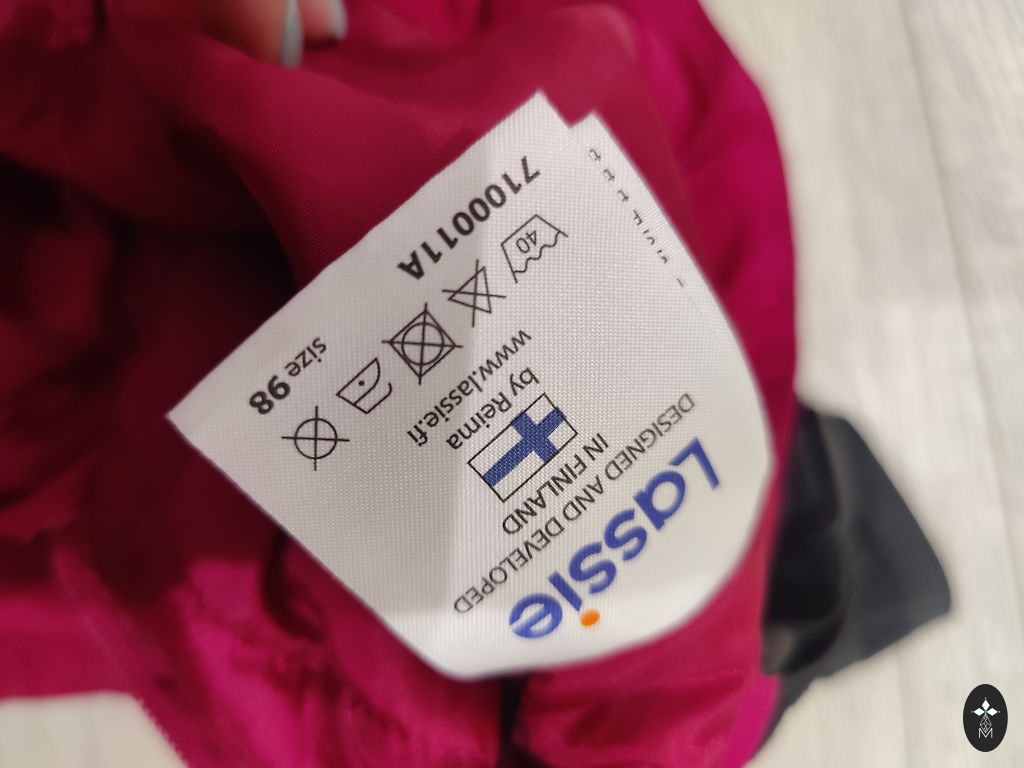 Lassie
DESIGNED AND DEVELOPED
IN FINLAND
by Reima
www.lassie.fi
40
7100011A
size 98
M